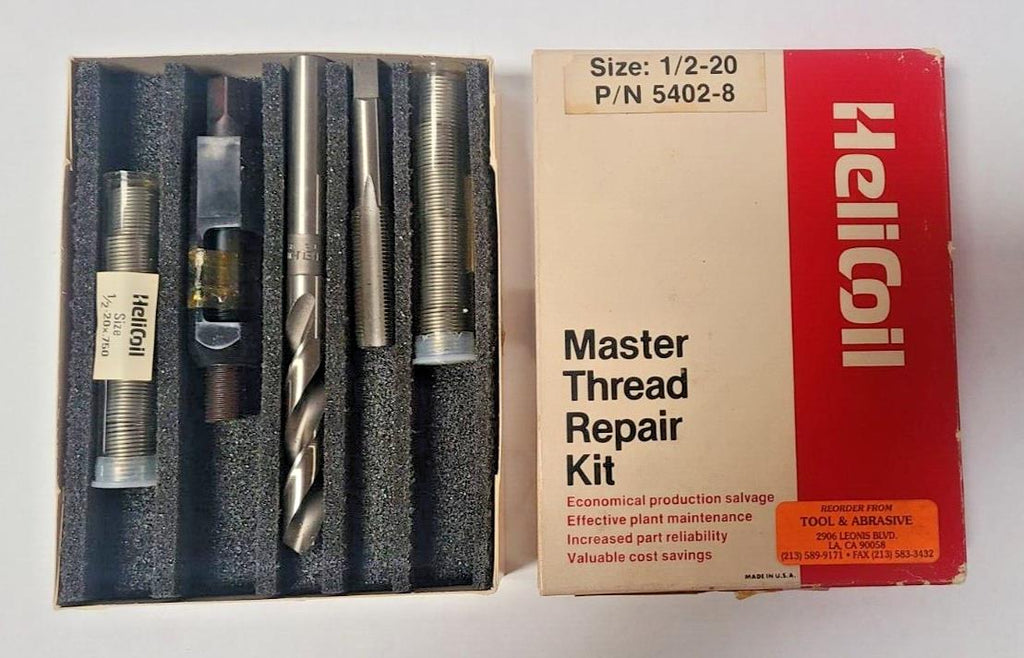 HeliCoil
Size
1/2-20x.750
Size: 1/2-20
P/N 5402-8
HeliCoil
Master
Thread
Repair
Kit
Economical production salvage
Effective plant maintenance
Increased part reliability
Valuable cost savings
REORDER FROM
TOOL & ABRASIVE
2906 LEONIS BLVD.
LA, CA 90058
(213) 589-9171 • FAX (213) 583-3432
MADE IN U.S.A.